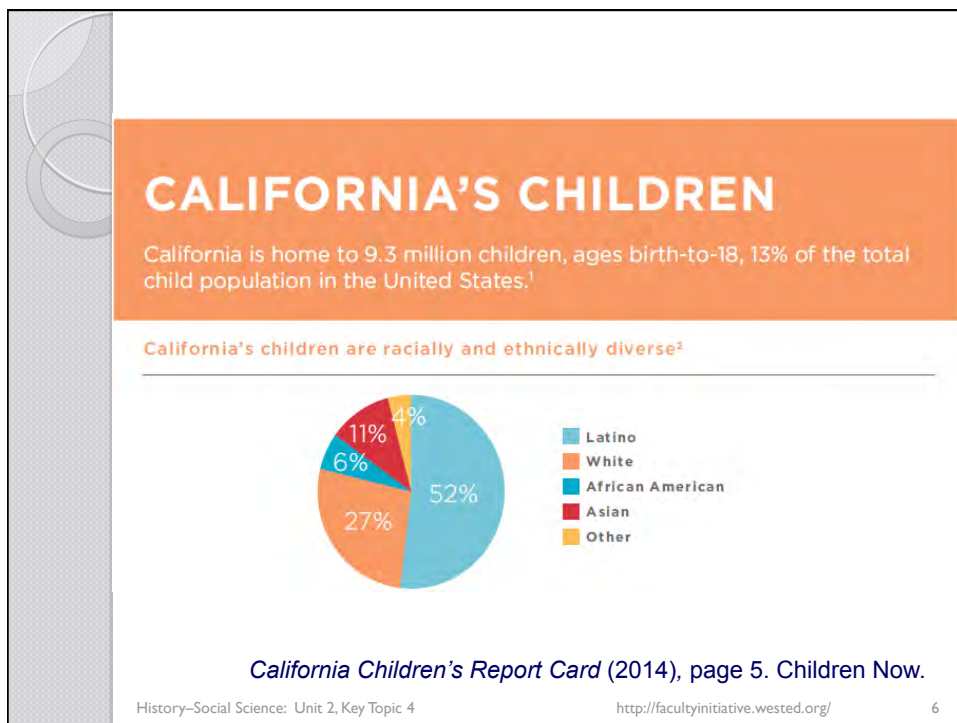 CALIFORNIA'S CHILDREN
California is home to 9.3 million children, ages birth-to-18, 13% of the total
child population in the United States.¹
California's children are racially and ethnically diverse²
4%
11%
6%
52%
27%
Latino
White
African American
Asian
Other
California Children's Report Card (2014), page 5. Children Now.
History–Social Science: Unit 2, Key Topic 4 http://facultyinitiative.wested.org/ 6